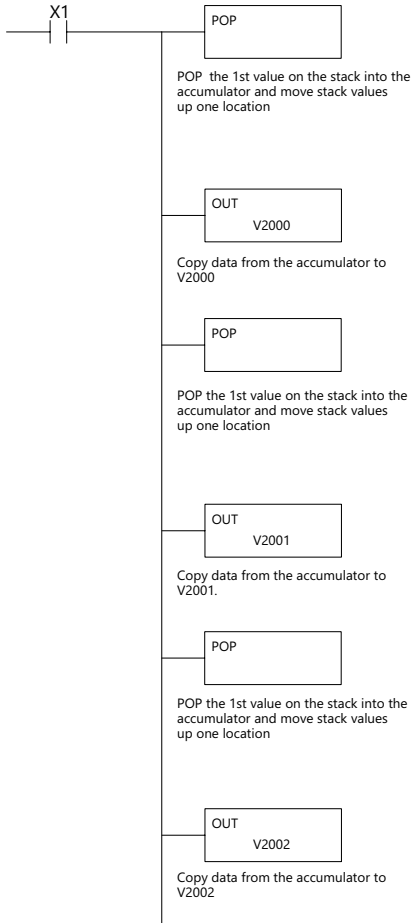 X1
POP
POP the 1st value on the stack into the
accumulator and move stack values
up one location
OUT
V2000
Copy data from the accumulator to
V2000
POP
POP the 1st value on the stack into the
accumulator and move stack values
up one location
OUT
V2001
Copy data from the accumulator to
V2001.
POP
POP the 1st value on the stack into the
accumulator and move stack values
up one location
OUT
V2002
Copy data from the accumulator to
V2002